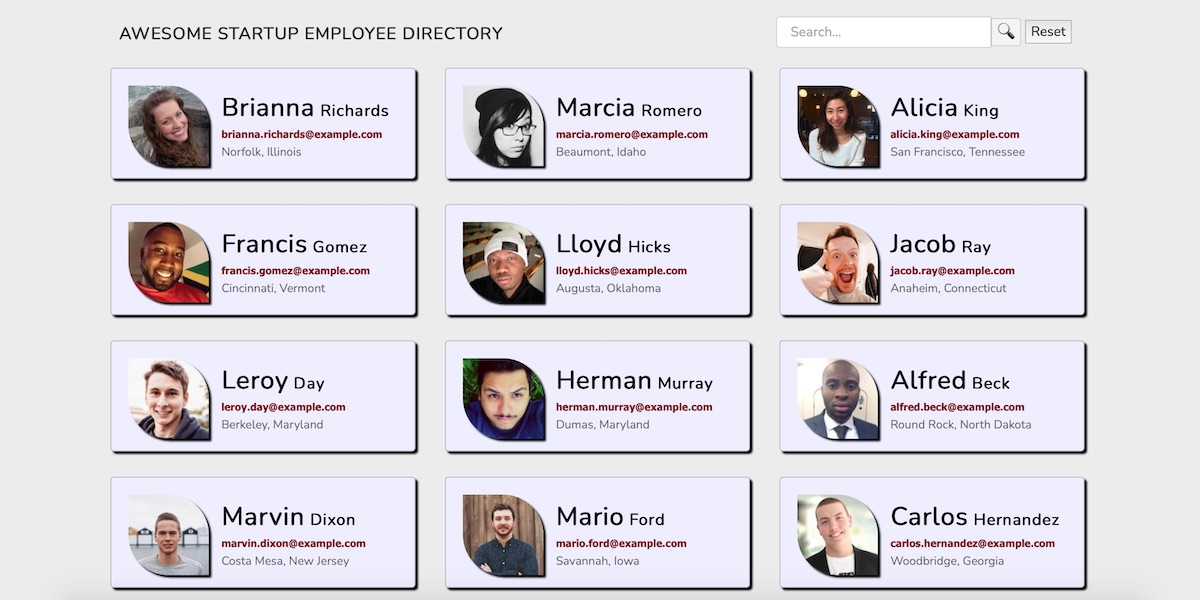 AWESOME STARTUP EMPLOYEE DIRECTORY
Search...
Reset
Brianna Richards
brianna.richards@example.com
Norfolk, Illinois
Marcia Romero
marcia.romero@example.com
Beaumont, Idaho
Alicia King
alicia.king@example.com
San Francisco, Tennessee
Francis Gomez
francis.gomez@example.com
Cincinnati, Vermont
Lloyd Hicks
lloyd.hicks@example.com
Augusta, Oklahoma
Jacob Ray
jacob.ray@example.com
Anaheim, Connecticut
Leroy Day
leroy.day@example.com
Berkeley, Maryland
Herman Murray
herman.murray@example.com
Dumas, Maryland
Alfred Beck
alfred.beck@example.com
Round Rock, North Dakota
Marvin Dixon
marvin.dixon@example.com
Costa Mesa, New Jersey
Mario Ford
mario.ford@example.com
Savannah, Iowa
Carlos Hernandez
carlos.hernandez@example.com
Woodbridge, Georgia